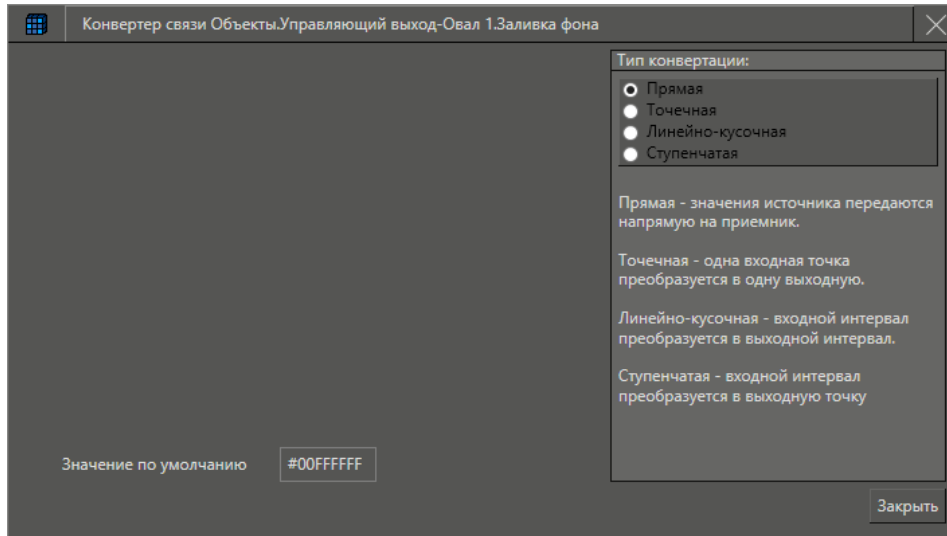 Конвертер связи Объекты.Управляющий выход-Овал 1.Заливка фона
Тип конвертации:
Прямая
Точечная
Линейно-кусочная
Ступенчатая
Прямая - значения источника передаются
напрямую на приемник.
Точечная - одна входная точка
преобразуется в одну выходную.
Линейно-кусочная - входной интервал
преобразуется в выходной интервал.
Ступенчатая - входной интервал
преобразуется в выходную точку
Значение по умолчанию
#00FFFFFF
Закрыть